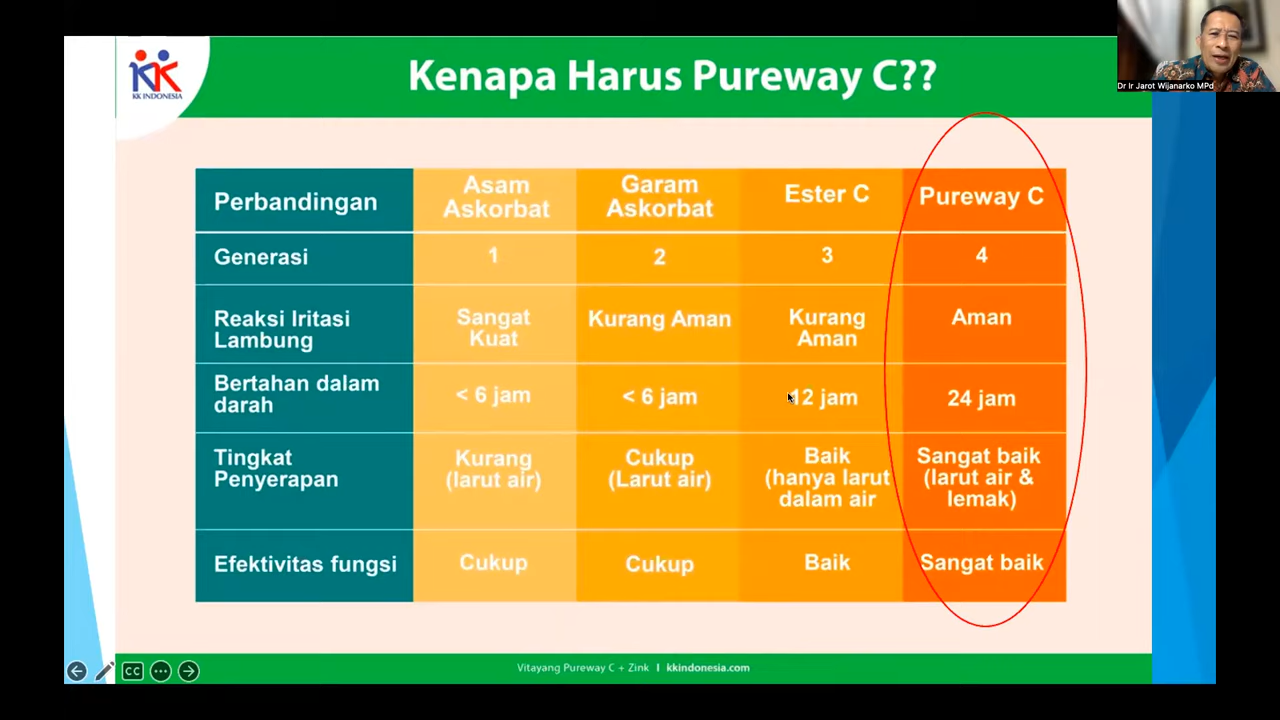 Dr Ir Jarot Wijanarko MPd
KK INDONESIA
Kenapa Harus Pureway C??
Perbandingan
Asam
Askorbat
Garam
Askorbat
Ester C
Pureway C
Generasi
1
2
3
4
Reaksi Iritasi
Lambung
Sangat
Kuat
Kurang Aman
Kurang
Aman
Aman
Bertahan dalam
darah
< 6 jam
< 6 jam
12 jam
24 jam
Tingkat
Penyerapan
Kurang
(larut air)
Cukup
(Larut air)
Baik
(hanya larut
dalam air
Sangat baik
(larut air &
lemak)
Efektivitas fungsi
Cukup
Cukup
Baik
Sangat baik
CC
Vitayang Pureway C + Zink I kkindonesia.com